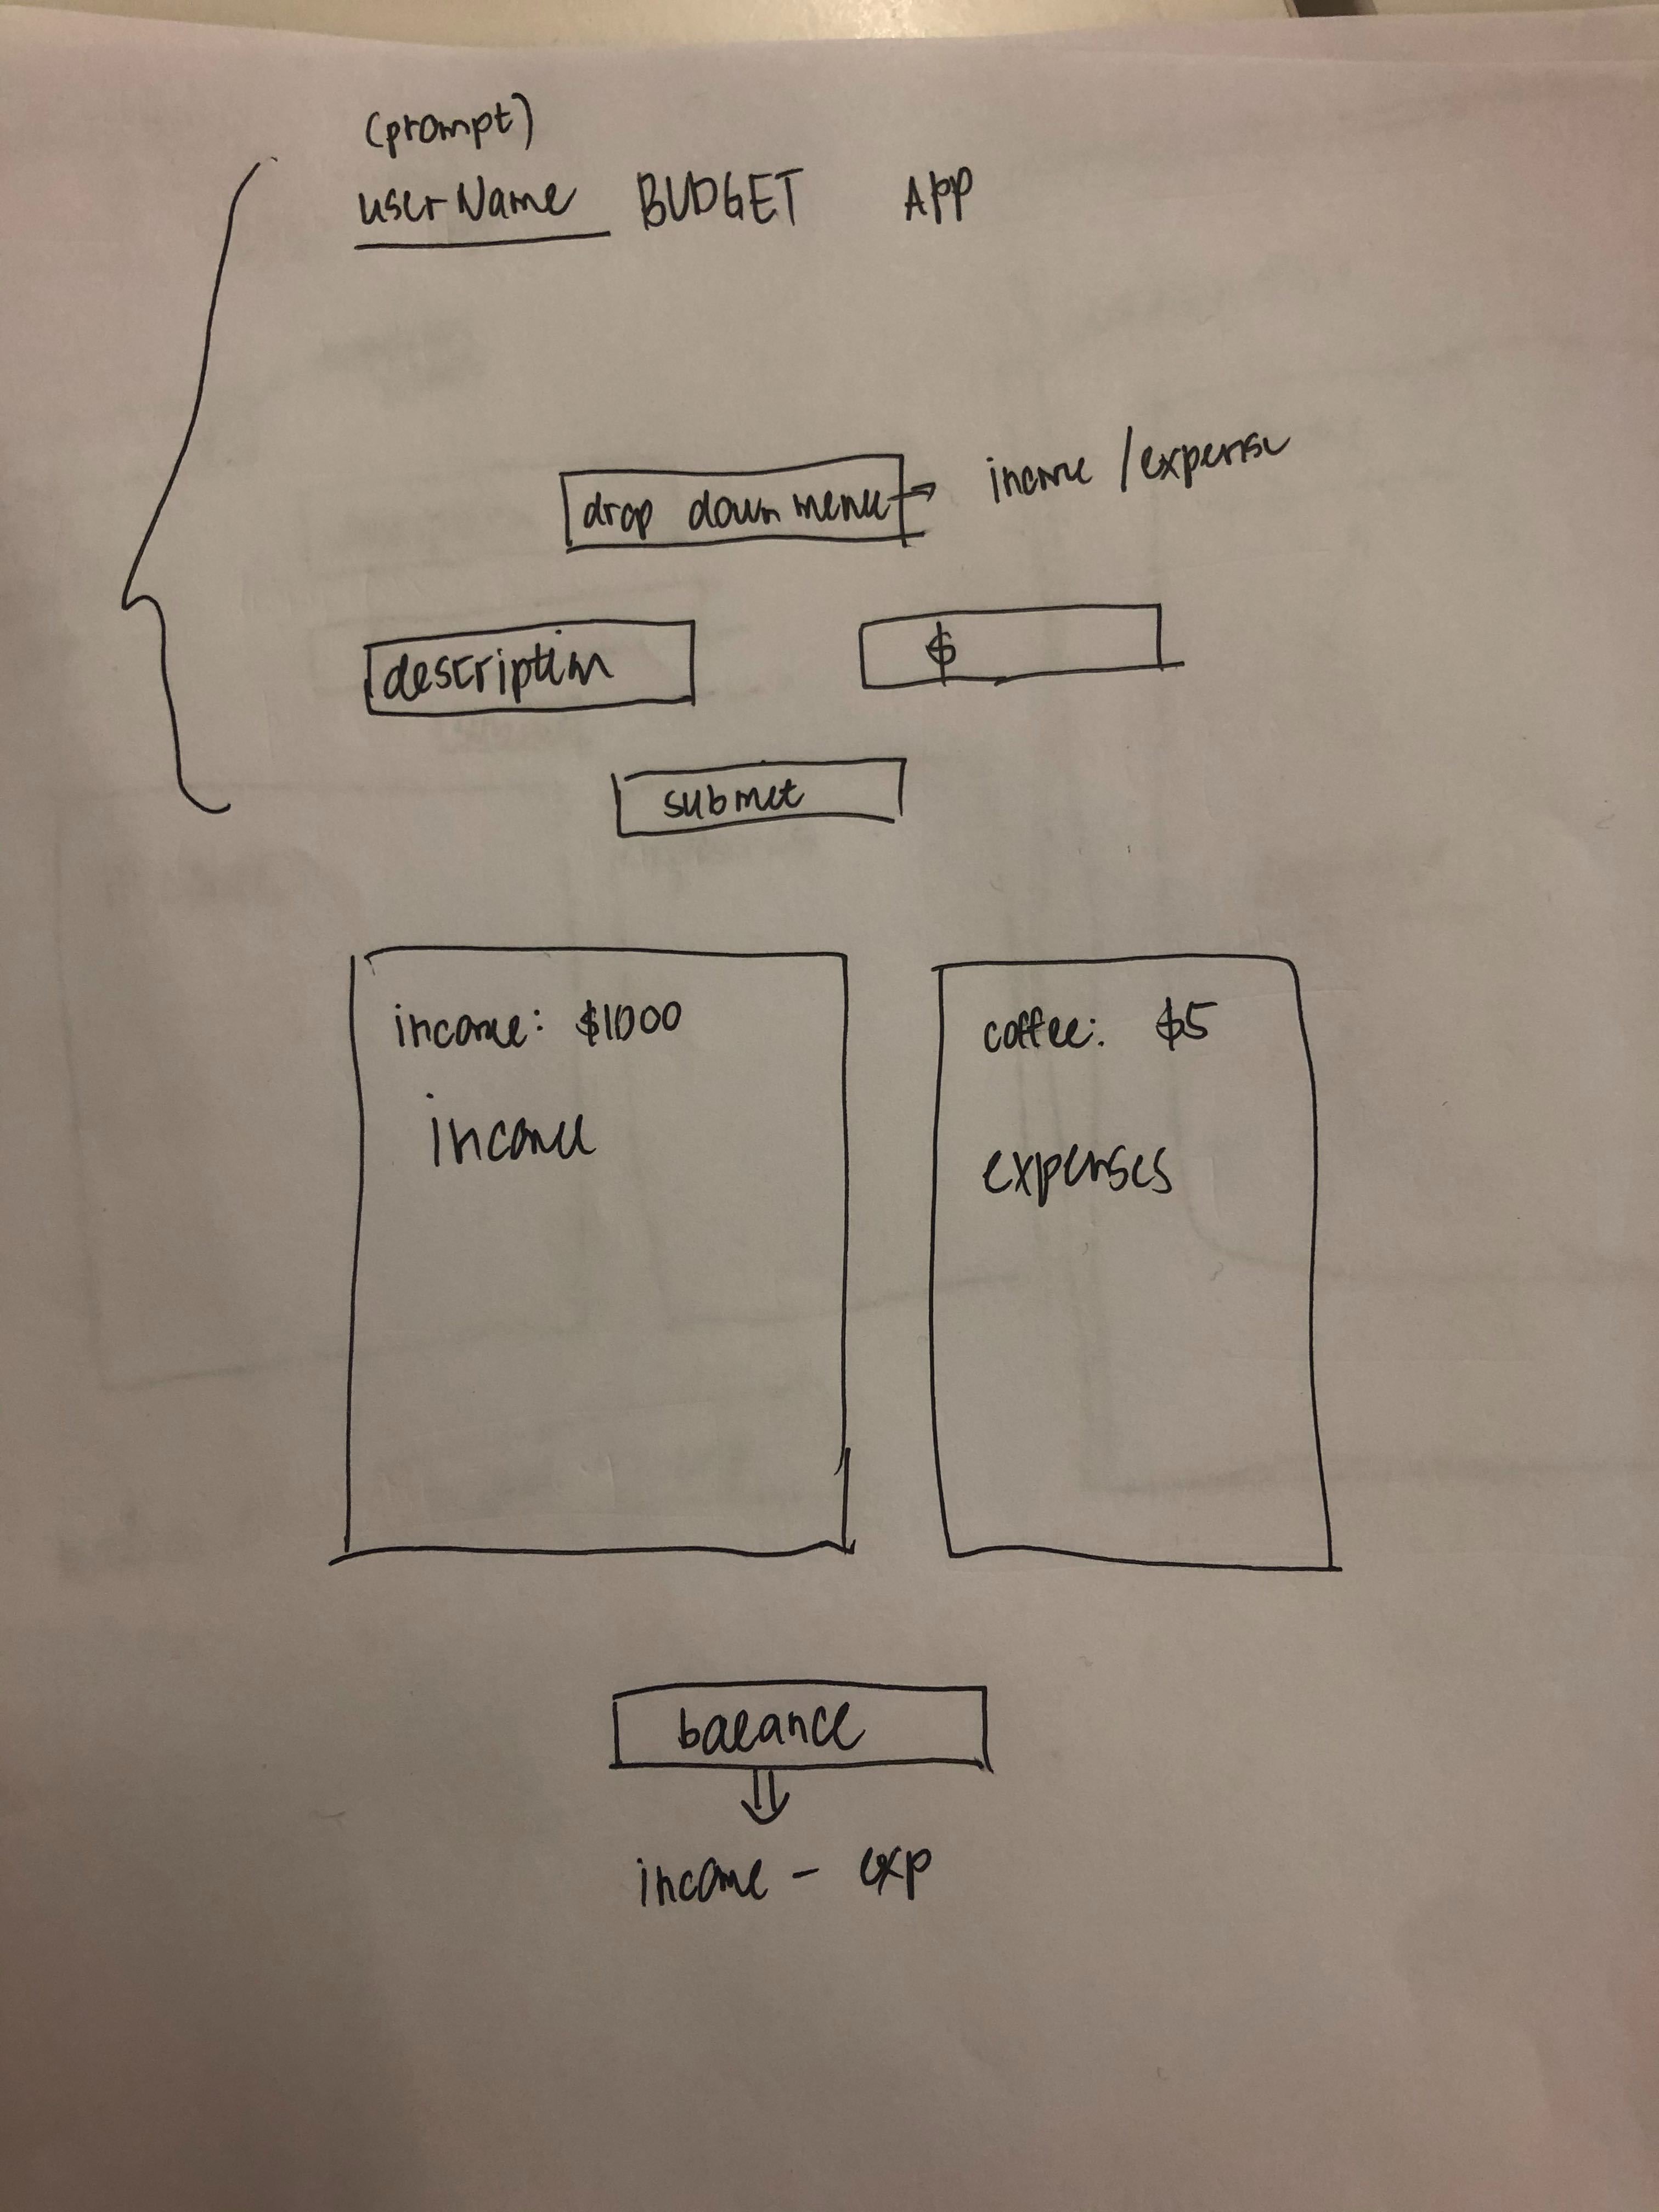 (prompt)
userName BUDGET APP
drop down menu → income / expense
description $
submit
income: $1000
income
coffee: $5
expenses
balance
income - exp